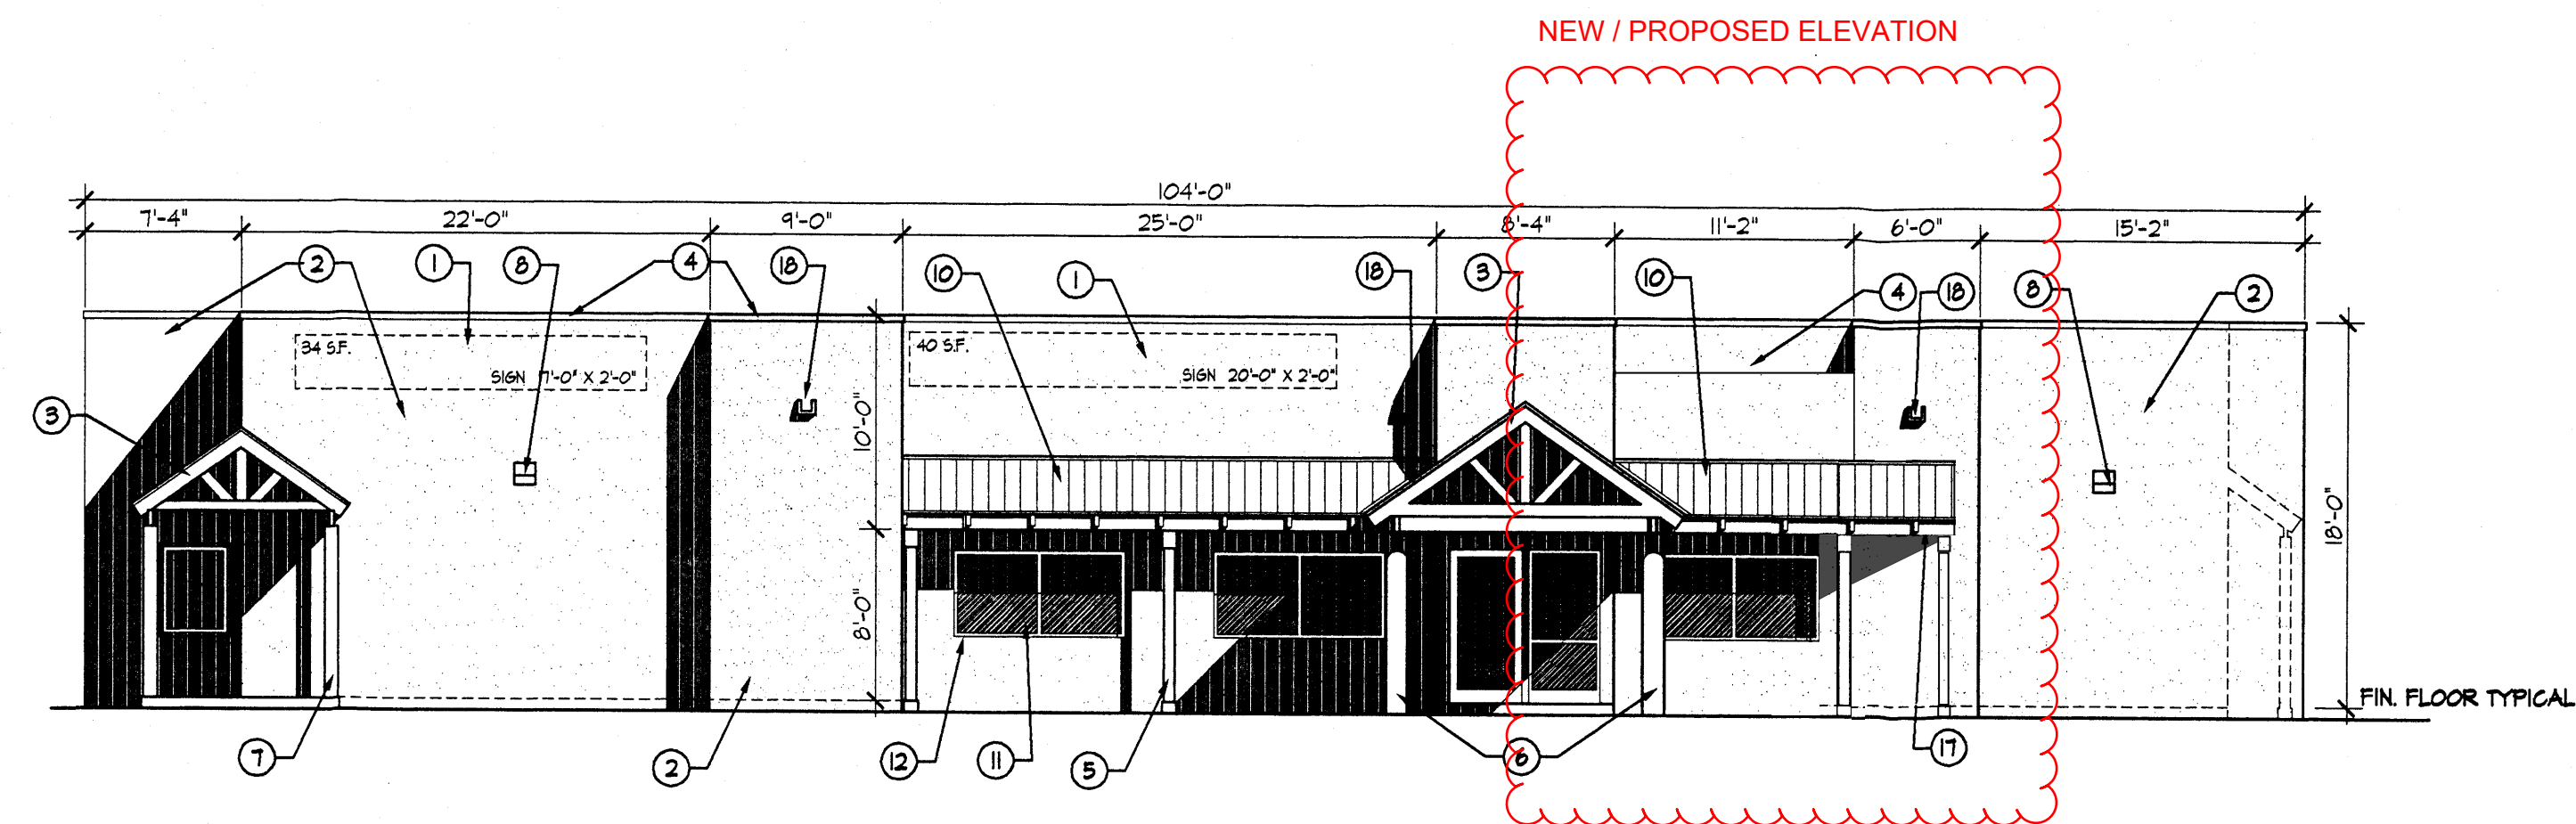 NEW / PROPOSED ELEVATION
104'-0"
7'-4" 22'-0" 9'-0" 25'-0" 8'-4" 11'-2" 6'-0" 15'-2"
2 1 8 4 18 10 1 18 3 10 4 18 8 2
34 S.F.
SIGN 17'-0" X 2'-0"
40 S.F.
SIGN 20'-0" X 2'-0"
3
10'-0"
18'-0"
8'-0"
FIN. FLOOR TYPICAL
7 2 12 11 5 6 17